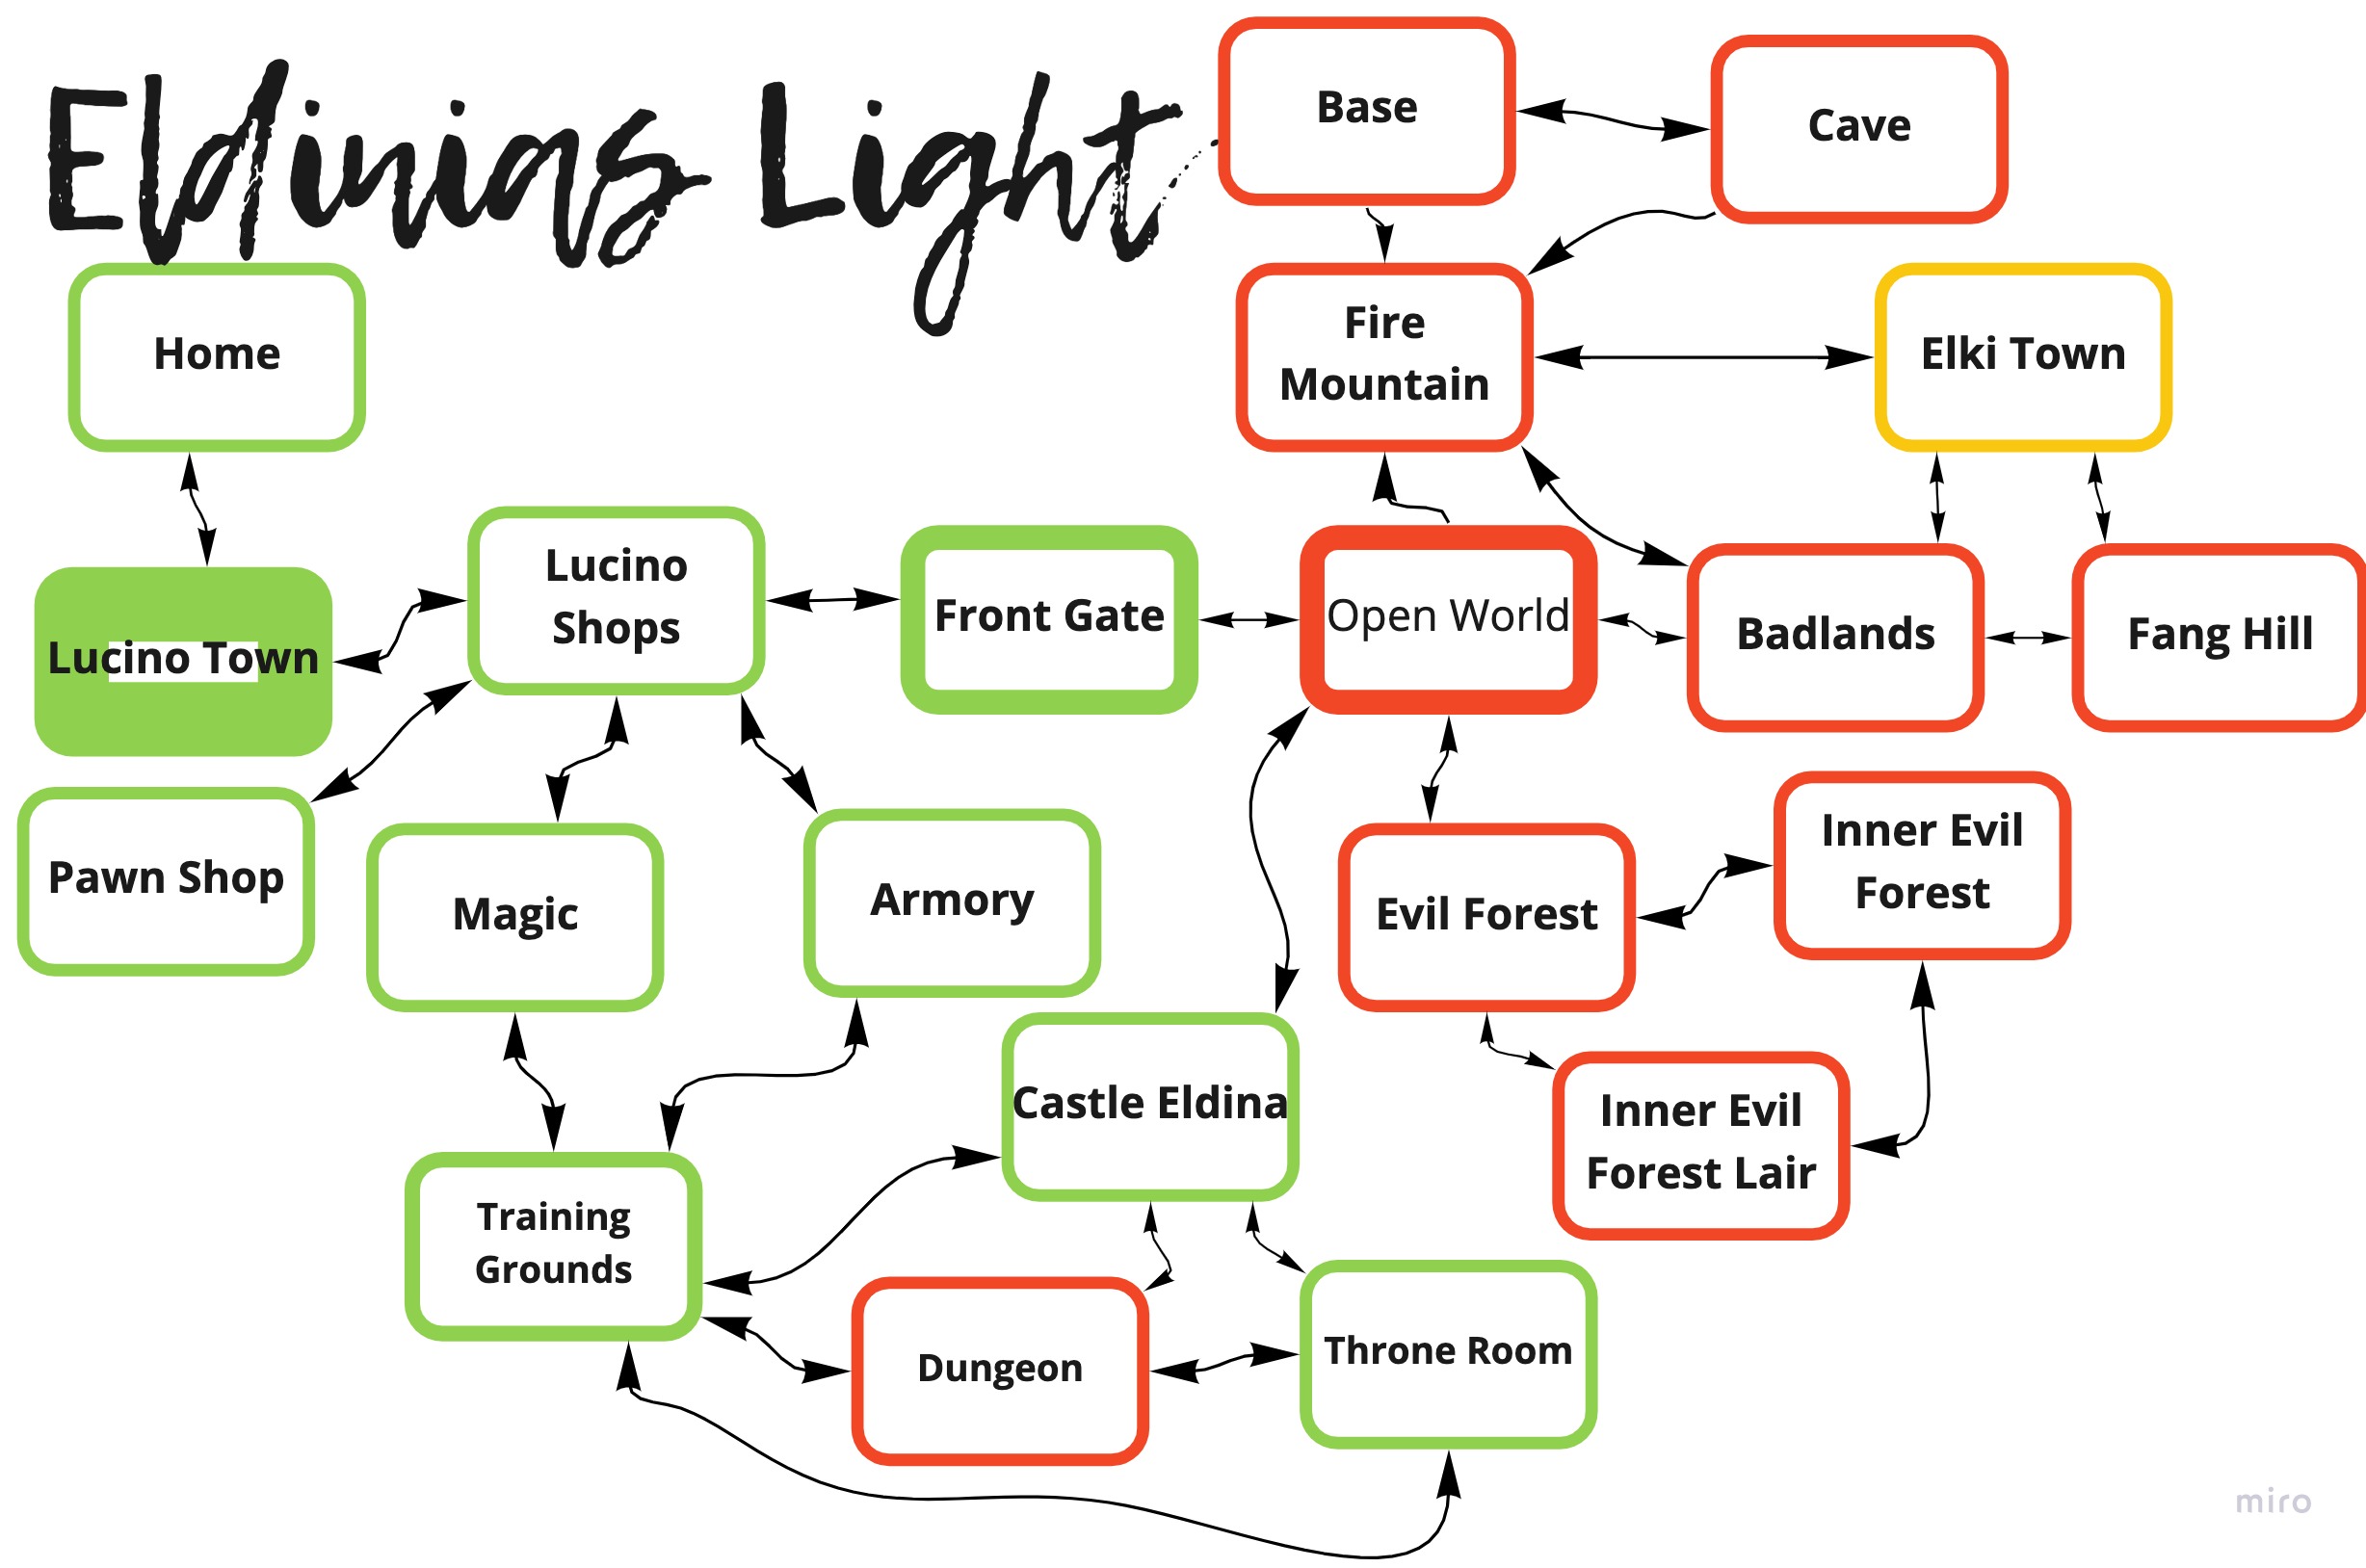 Eldinias Light
Base
Cave
Home
Fire
Mountain
Elki Town
Lucino
Shops
Front Gate
Open World
Badlands
Fang Hill
Lucino Town
Pawn Shop
Magic
Armory
Evil Forest
Inner Evil
Forest
Castle Eldina
Inner Evil
Forest Lair
Training
Grounds
Dungeon
Throne Room
miro